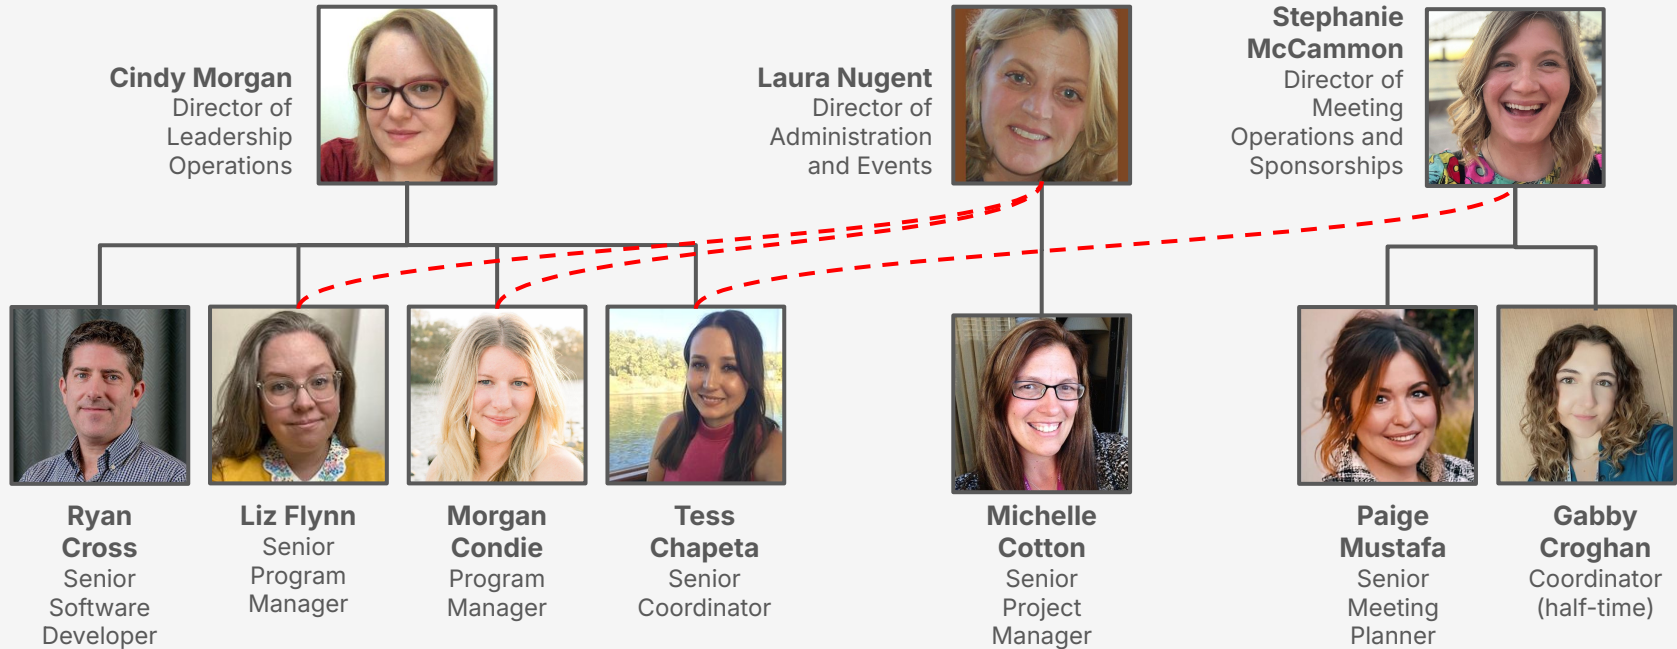 Cindy Morgan
Director of
Leadership
Operations
Laura Nugent
Director of
Administration
and Events
Stephanie
McCammon
Director of
Meeting
Operations and
Sponsorships
Ryan
Cross
Senior
Software
Developer
Liz Flynn
Senior
Program
Manager
Morgan
Condie
Program
Manager
Tess
Chapeta
Senior
Coordinator
Michelle
Cotton
Senior
Project
Manager
Paige
Mustafa
Senior
Meeting
Planner
Gabby
Croghan
Coordinator
(half-time)